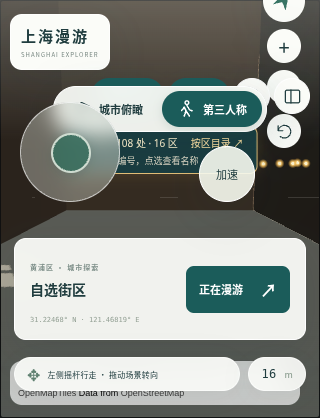 上海漫游
SHANGHAI EXPLORER
城市俯瞰
第三人称
108 处 · 16 区 按区目录 ↗
编号，点选查看名称
加速
黄浦区 · 城市探索
自选街区
正在漫游 ↗
31.22468° N · 121.46819° E
左侧摇杆行走 · 拖动场景转向
16 m
OpenMapTiles Data from OpenStreetMap